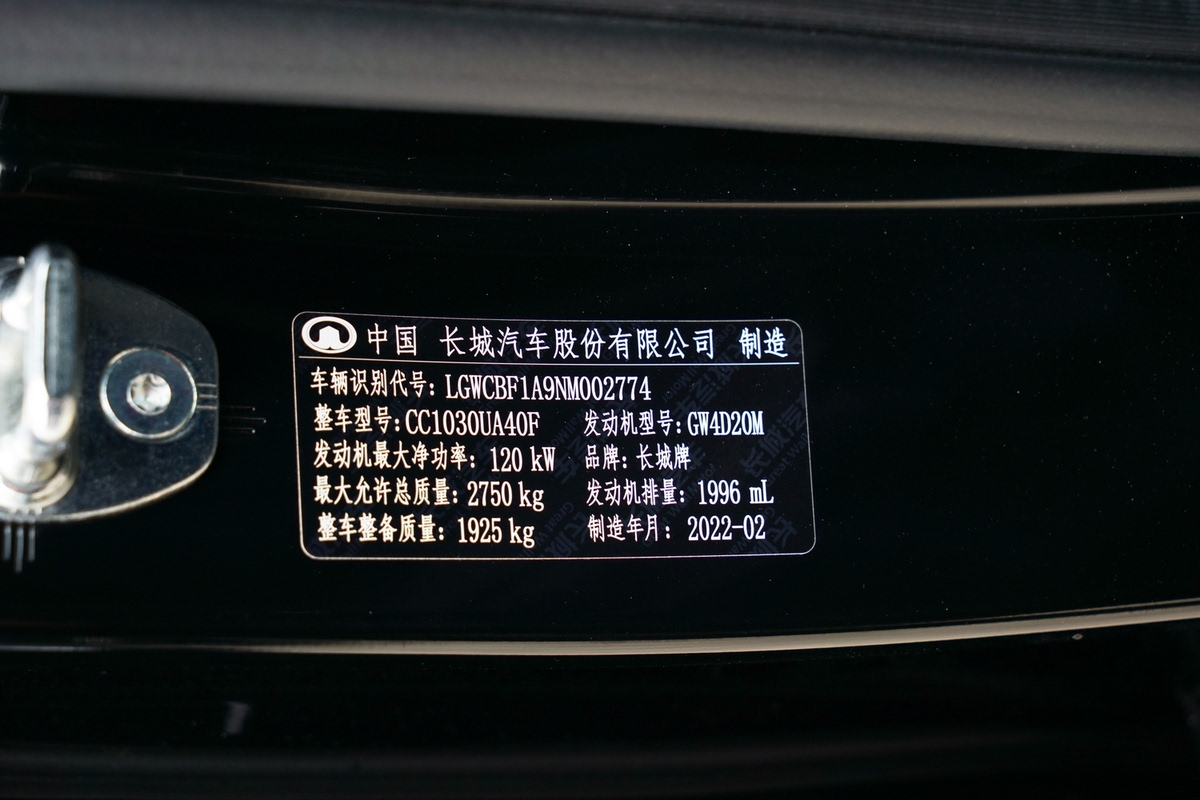 中国 长城汽车股份有限公司 制造
车辆识别代号: LGWCBF1A9NM002774
整车型号: CC1030UA40F 发动机型号: GW4D20M
发动机最大净功率: 120 kW 品牌: 长城牌
最大允许总质量: 2750 kg 发动机排量: 1996 mL
整车整备质量: 1925 kg 制造年月: 2022-02